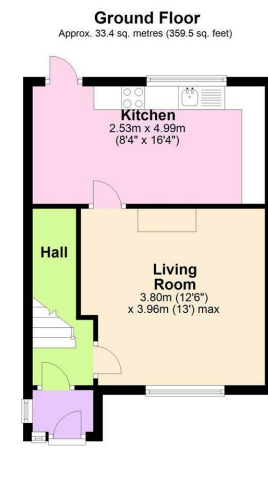 Ground Floor
Approx. 33.4 sq. metres (359.5 sq. feet)
Kitchen
2.53m x 4.99m
(8'4" x 16'4")
Hall
Living
Room
3.80m (12'6")
x 3.96m (13') max